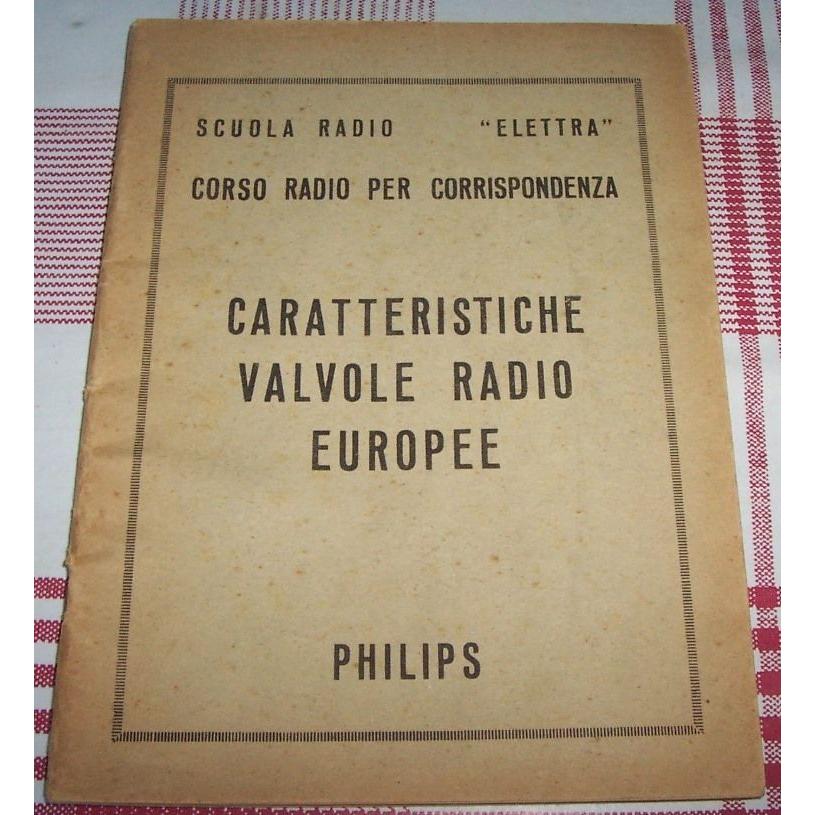 SCUOLA RADIO "ELETTRA"
CORSO RADIO PER CORRISPONDENZA
CARATTERISTICHE
VALVOLE RADIO
EUROPEE
PHILIPS